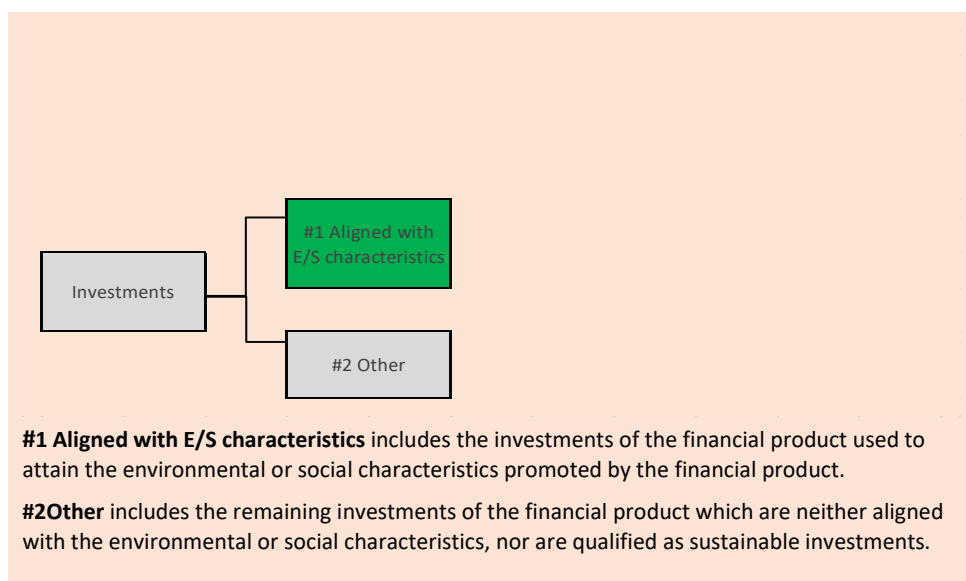 #1 Aligned with
E/S characteristics
Investments
#2 Other
#1 Aligned with E/S characteristics includes the investments of the financial product used to
attain the environmental or social characteristics promoted by the financial product.
#2Other includes the remaining investments of the financial product which are neither aligned
with the environmental or social characteristics, nor are qualified as sustainable investments.